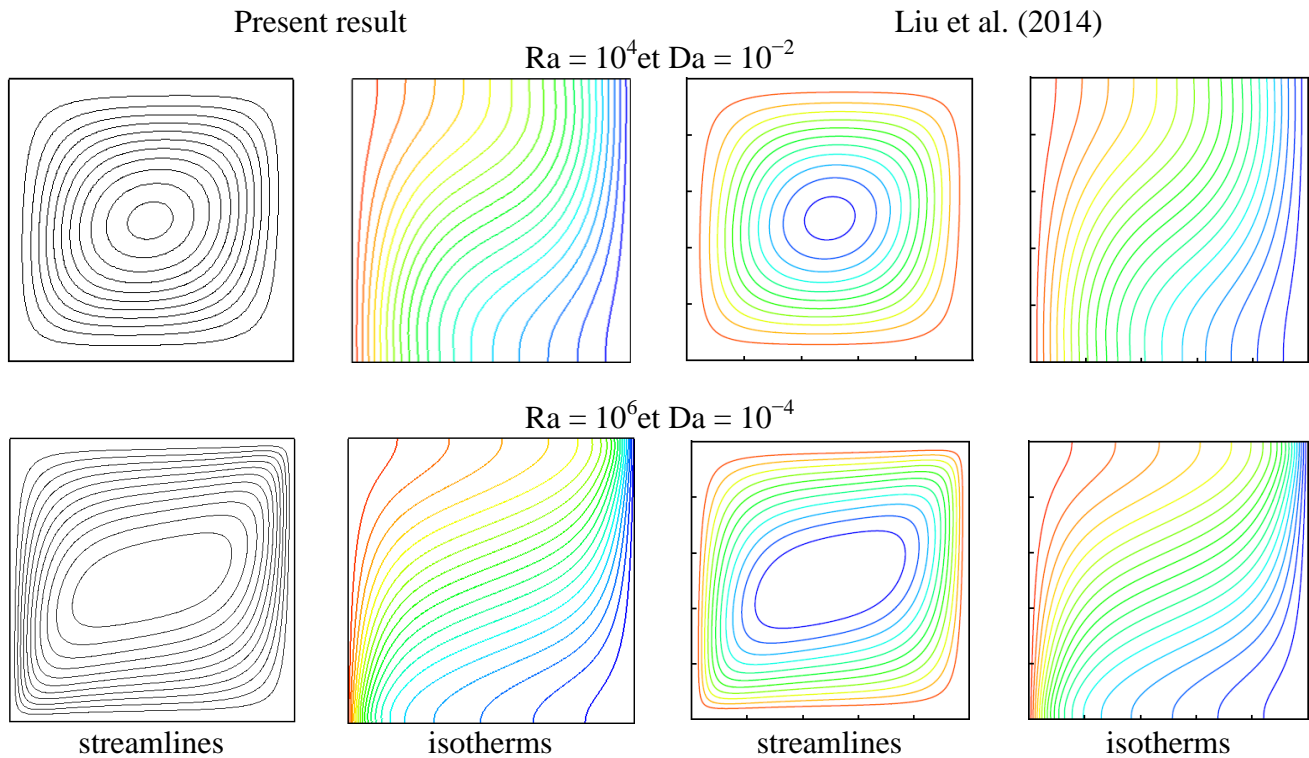 Present result Liu et al. (2014)
Ra = 10⁴et Da = 10⁻²
Ra = 10⁶et Da = 10⁻⁴
streamlines isotherms streamlines isotherms